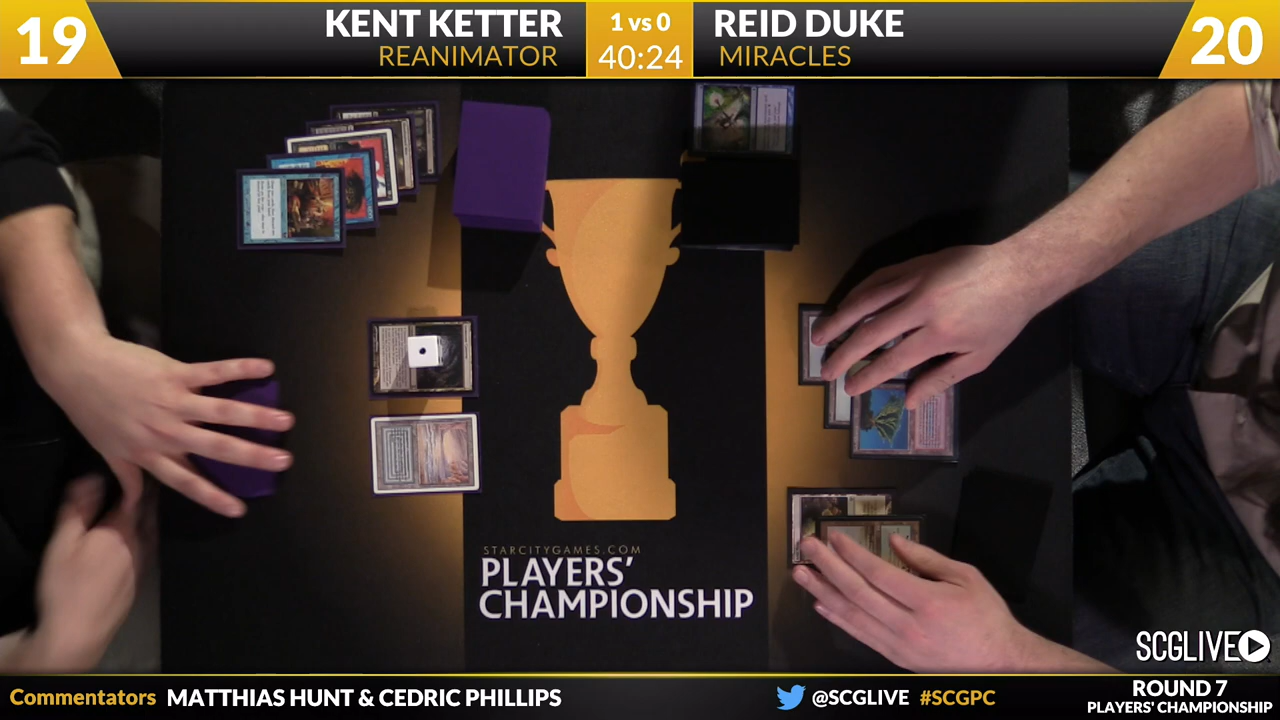 19
KENT KETTER
REANIMATOR
1 vs 0
40:24
REID DUKE
MIRACLES
20
STARCITYGAMES.COM
PLAYERS'
CHAMPIONSHIP
SCGLIVE
Commentators MATTHIAS HUNT & CEDRIC PHILLIPS
@SCGLIVE #SCGPC
ROUND 7
PLAYERS' CHAMPIONSHIP